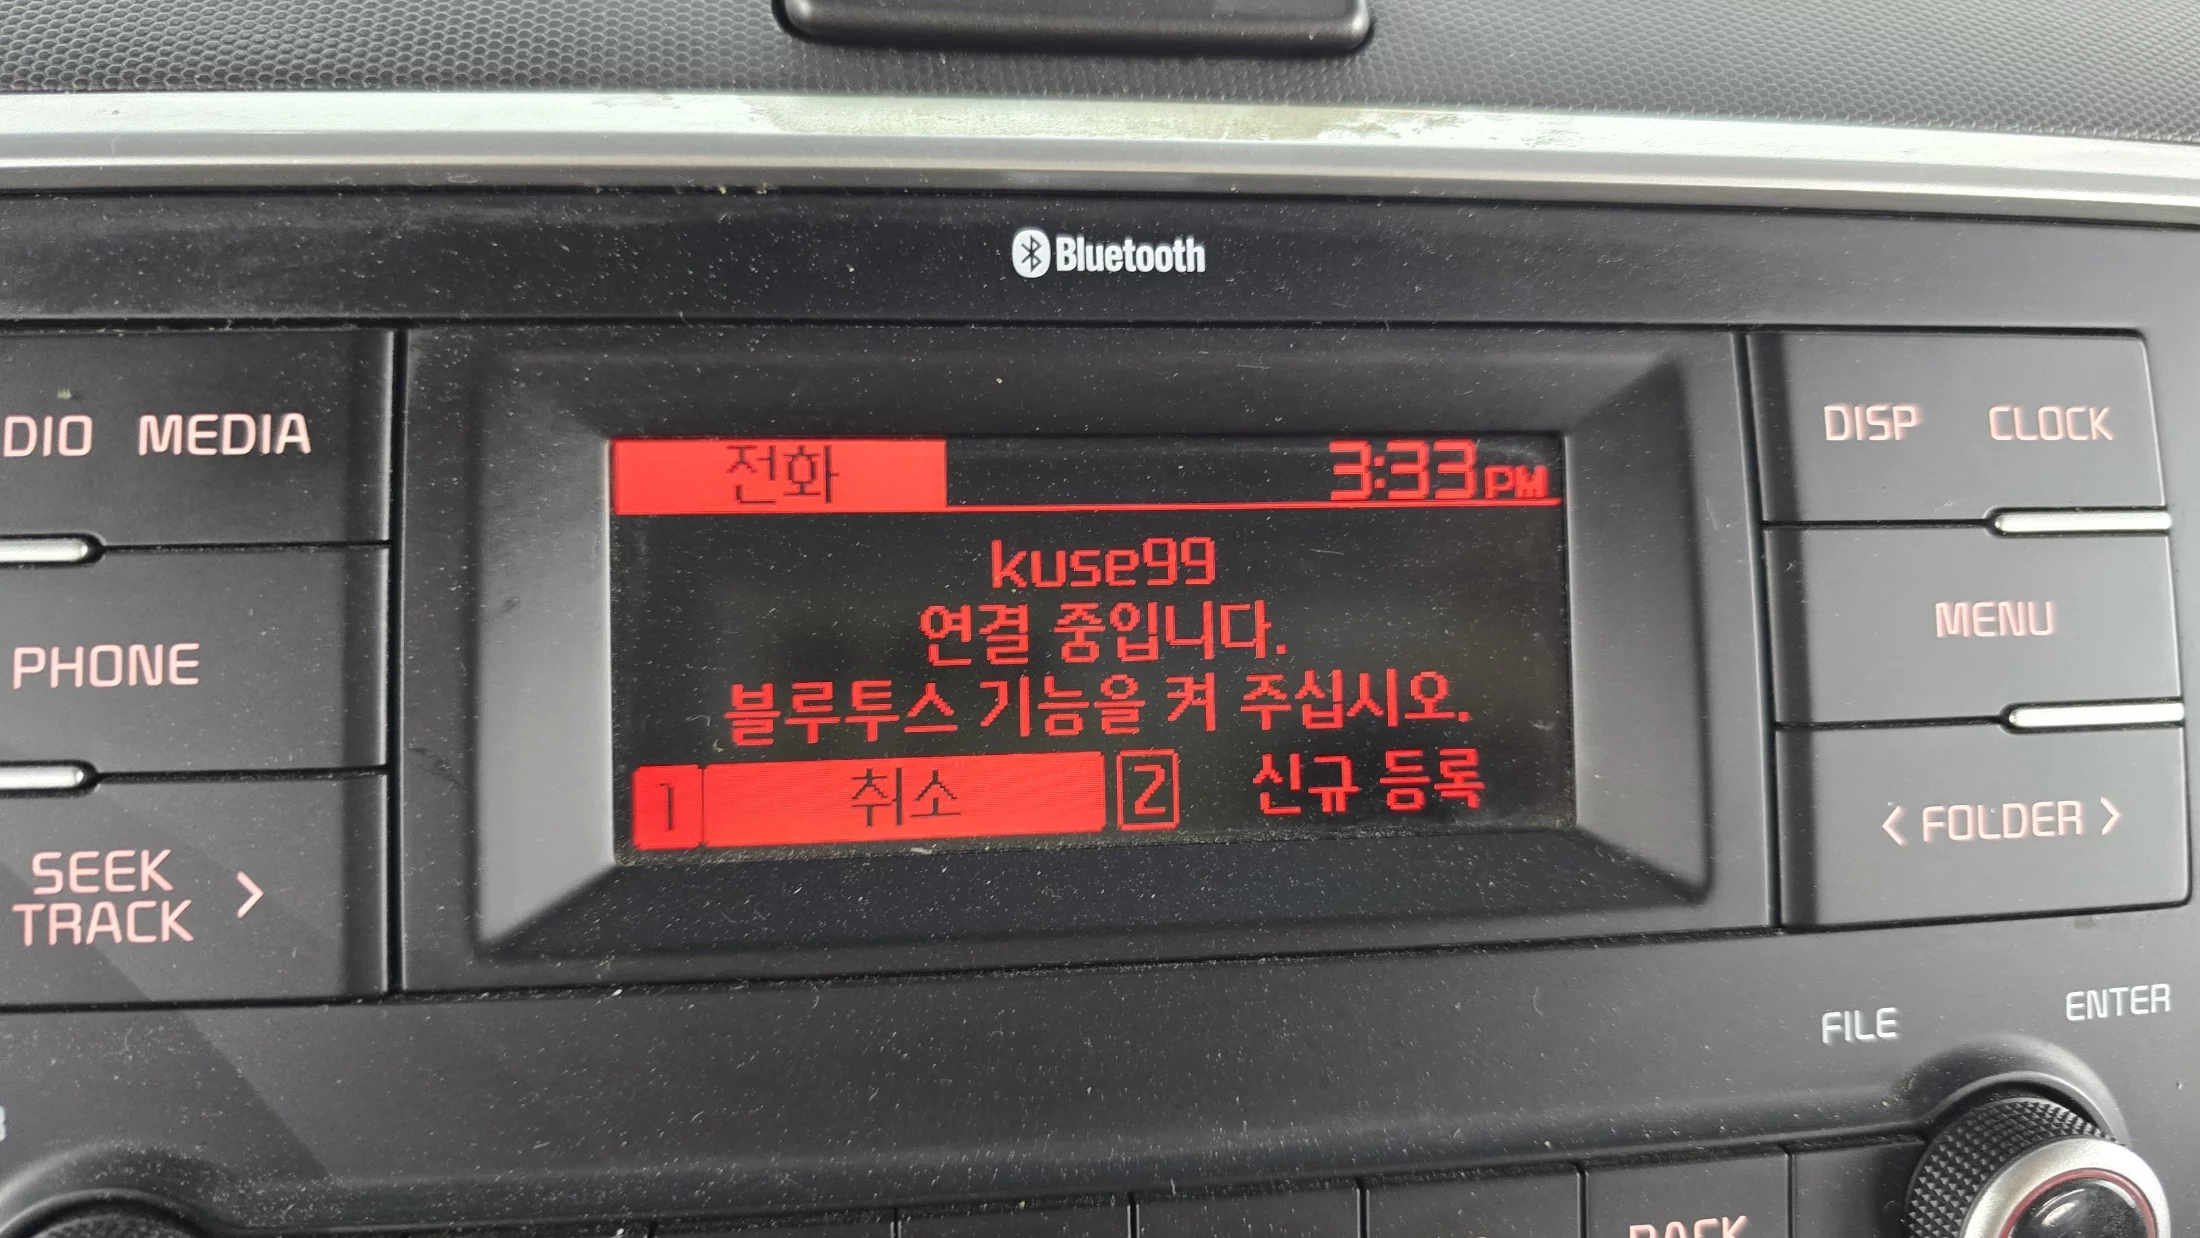 Bluetooth
MEDIA
DISP CLOCK
전화 3:33PM
kuse99
연결 중입니다.
블루투스 기능을 켜 주십시오.
1 취소 2 신규 등록
PHONE
MENU
SEEK
TRACK >
< FOLDER >
FILE
ENTER
BACK